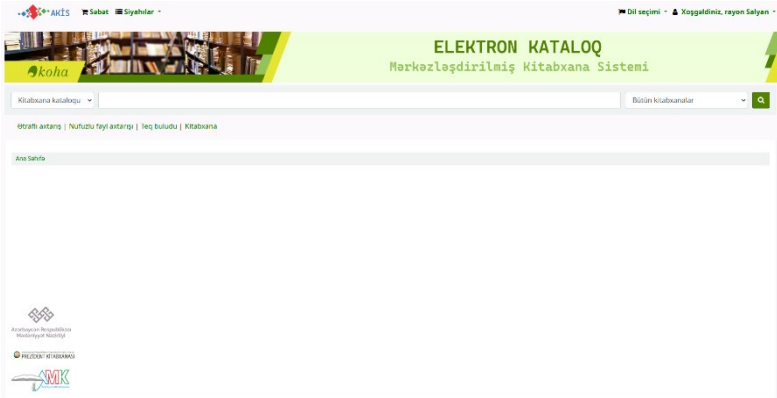 AKİS Səbət Siyahılar Dil seçimi Xoşgəldiniz, rayon Salyan
koha
ELEKTRON KATALOQ
Mərkəzləşdirilmiş Kitabxana Sistemi
Kitabxana kataloqu Bütün kitabxanalar
Ətraflı axtarış | Nüfuzlu fayl axtarışı | Teq buludu | Kitabxana
Ana Səhifə
Azərbaycan Respublikası
Mədəniyyət Nazirliyi
PREZİDENT KİTABXANASI
AMK